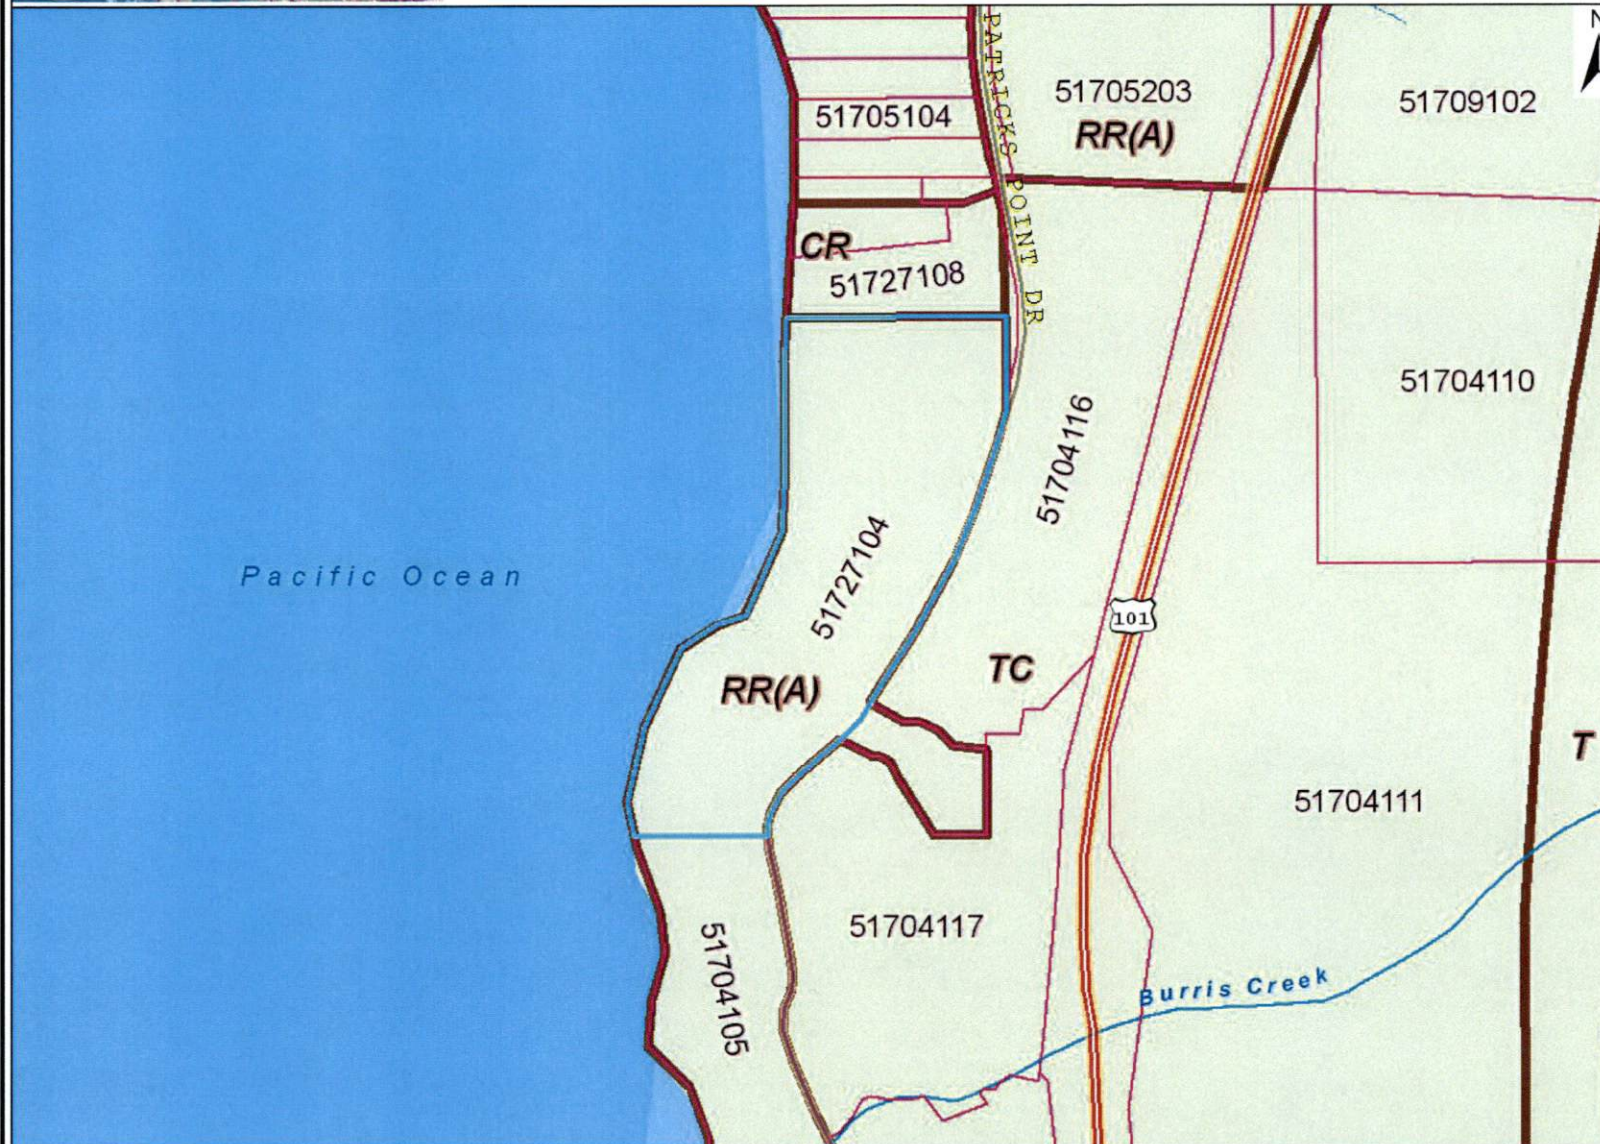 N
PATRICKS POINT DR
51705203
51709102
51705104
RR(A)
CR
51727108
51704110
51704116
Pacific Ocean
51727104
101
TC
RR(A)
T
51704111
51704117
51704105
Burris Creek